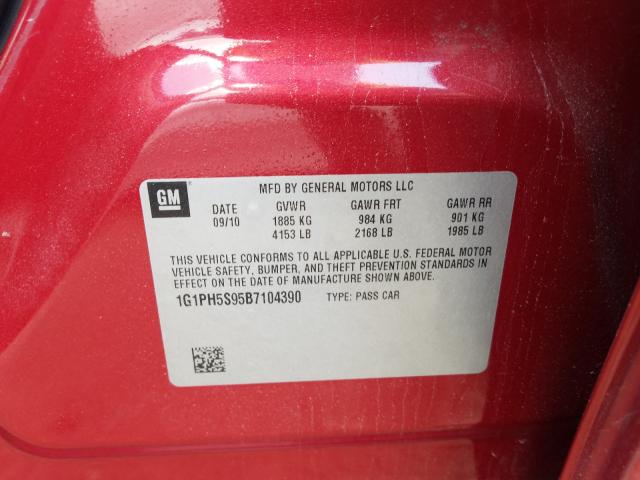 GM
MFD BY GENERAL MOTORS LLC
DATE GVWR GAWR FRT GAWR RR
09/10 1885 KG 984 KG 901 KG
4153 LB 2168 LB 1985 LB
THIS VEHICLE CONFORMS TO ALL APPLICABLE U.S. FEDERAL MOTOR
VEHICLE SAFETY, BUMPER, AND THEFT PREVENTION STANDARDS IN
EFFECT ON THE DATE OF MANUFACTURE SHOWN ABOVE.
1G1PH5S95B7104390 TYPE: PASS CAR